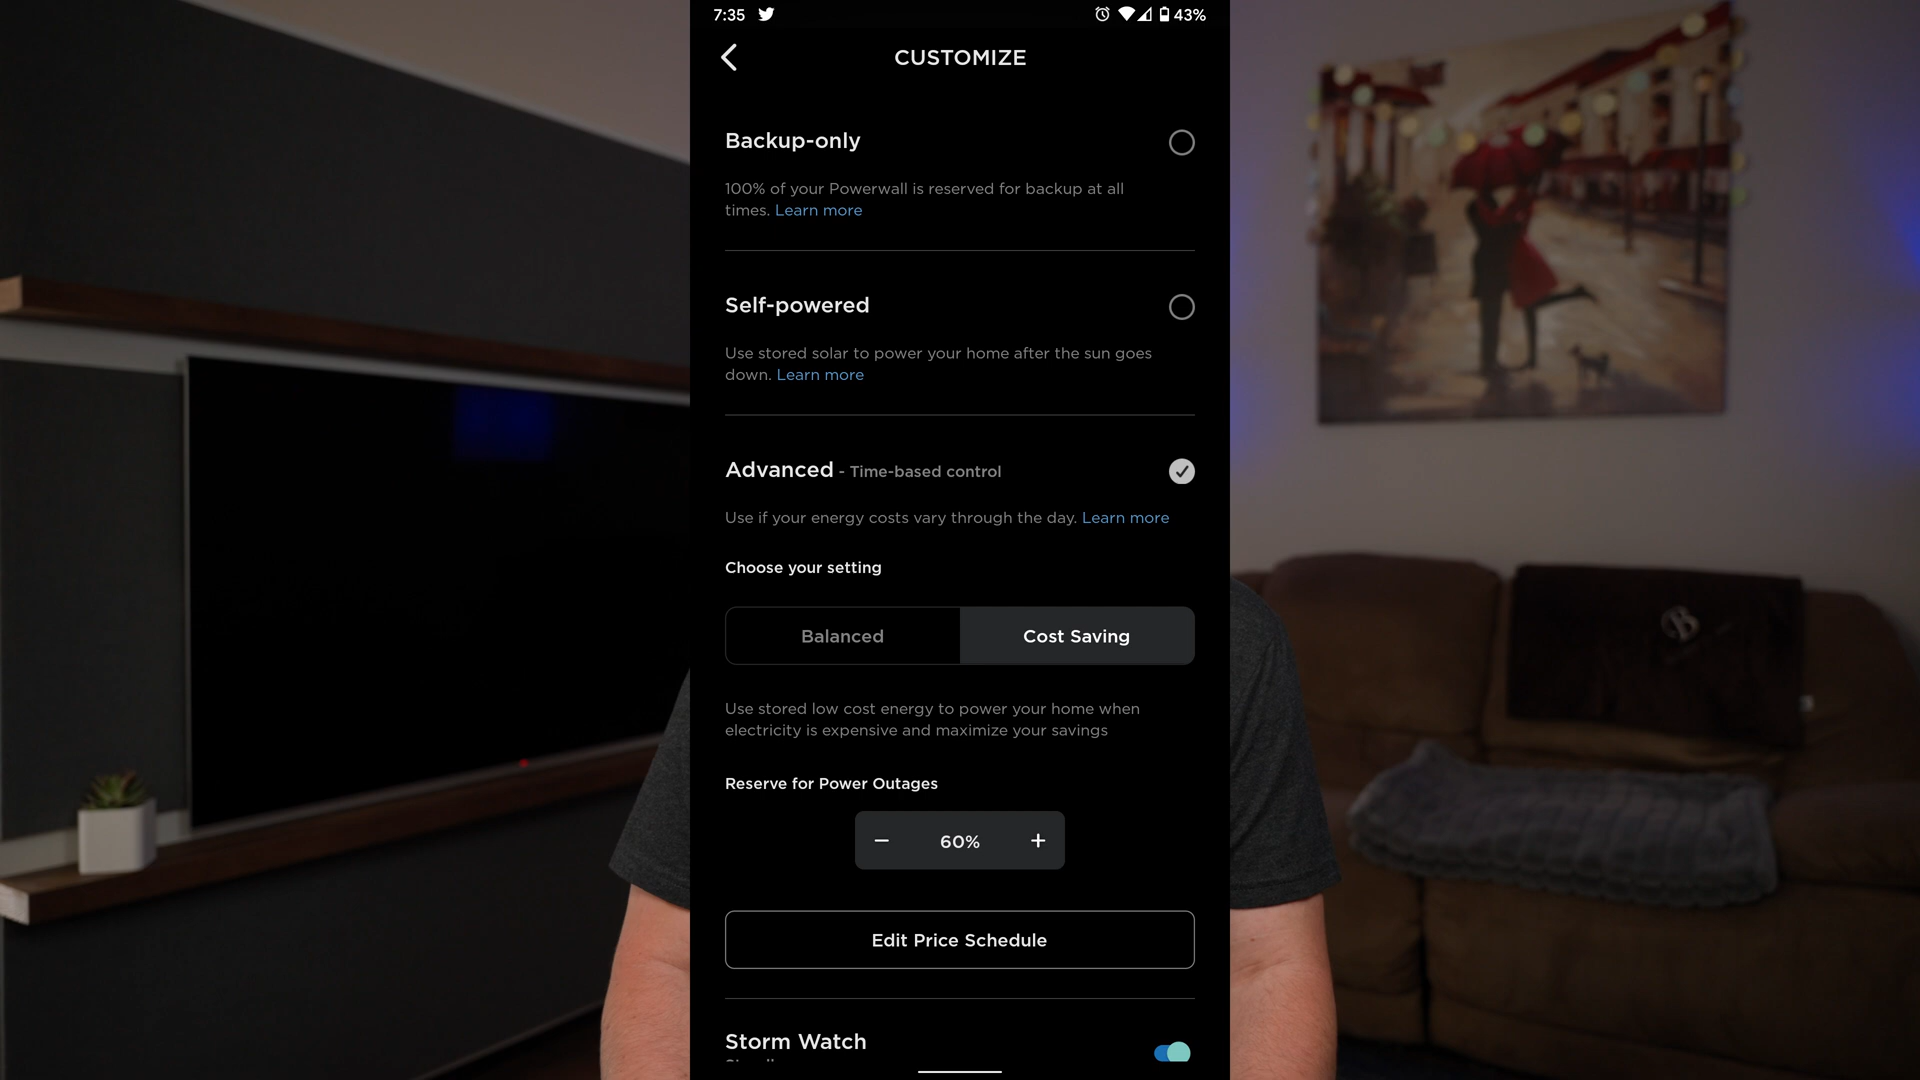 7:35
43%
CUSTOMIZE
Backup-only
100% of your Powerwall is reserved for backup at all
times. Learn more
Self-powered
Use stored solar to power your home after the sun goes
down. Learn more
Advanced - Time-based control
Use if your energy costs vary through the day. Learn more
Choose your setting
Balanced
Cost Saving
Use stored low cost energy to power your home when
electricity is expensive and maximize your savings
Reserve for Power Outages
− 60% +
Edit Price Schedule
Storm Watch
B